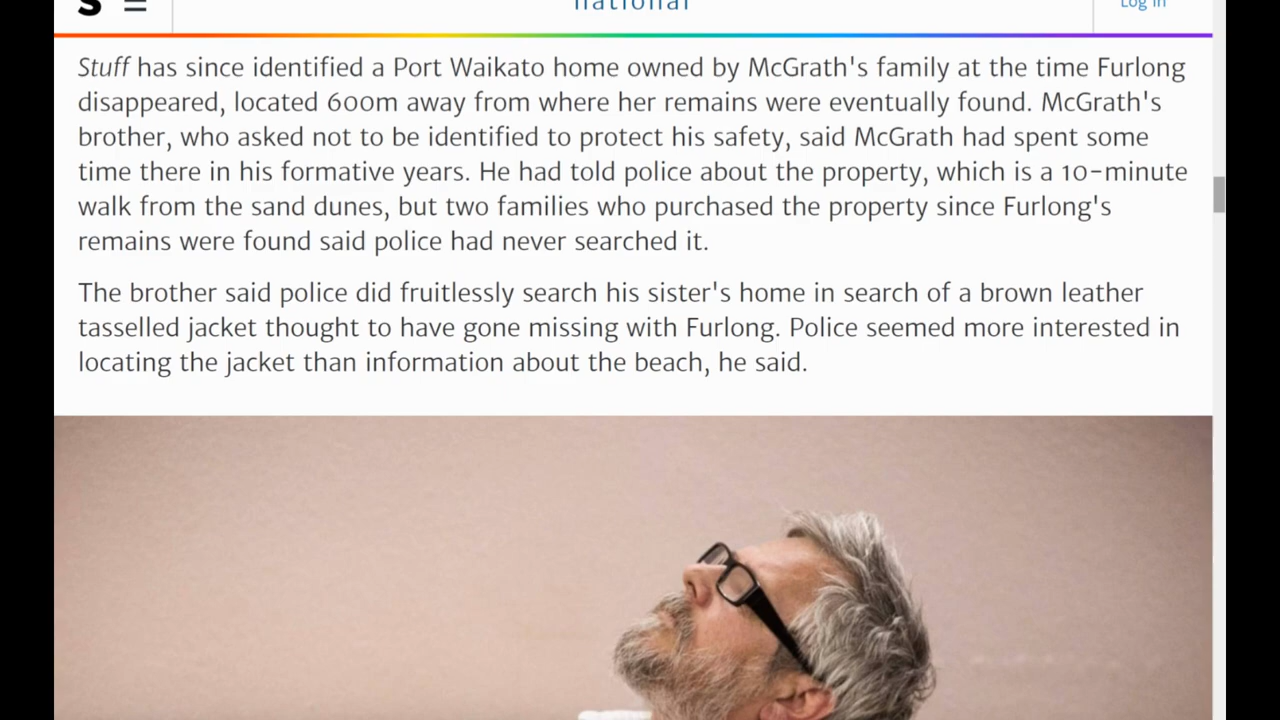 S
national
Log in
Stuff has since identified a Port Waikato home owned by McGrath's family at the time Furlong
disappeared, located 600m away from where her remains were eventually found. McGrath's
brother, who asked not to be identified to protect his safety, said McGrath had spent some
time there in his formative years. He had told police about the property, which is a 10-minute
walk from the sand dunes, but two families who purchased the property since Furlong's
remains were found said police had never searched it.
The brother said police did fruitlessly search his sister's home in search of a brown leather
tasselled jacket thought to have gone missing with Furlong. Police seemed more interested in
locating the jacket than information about the beach, he said.